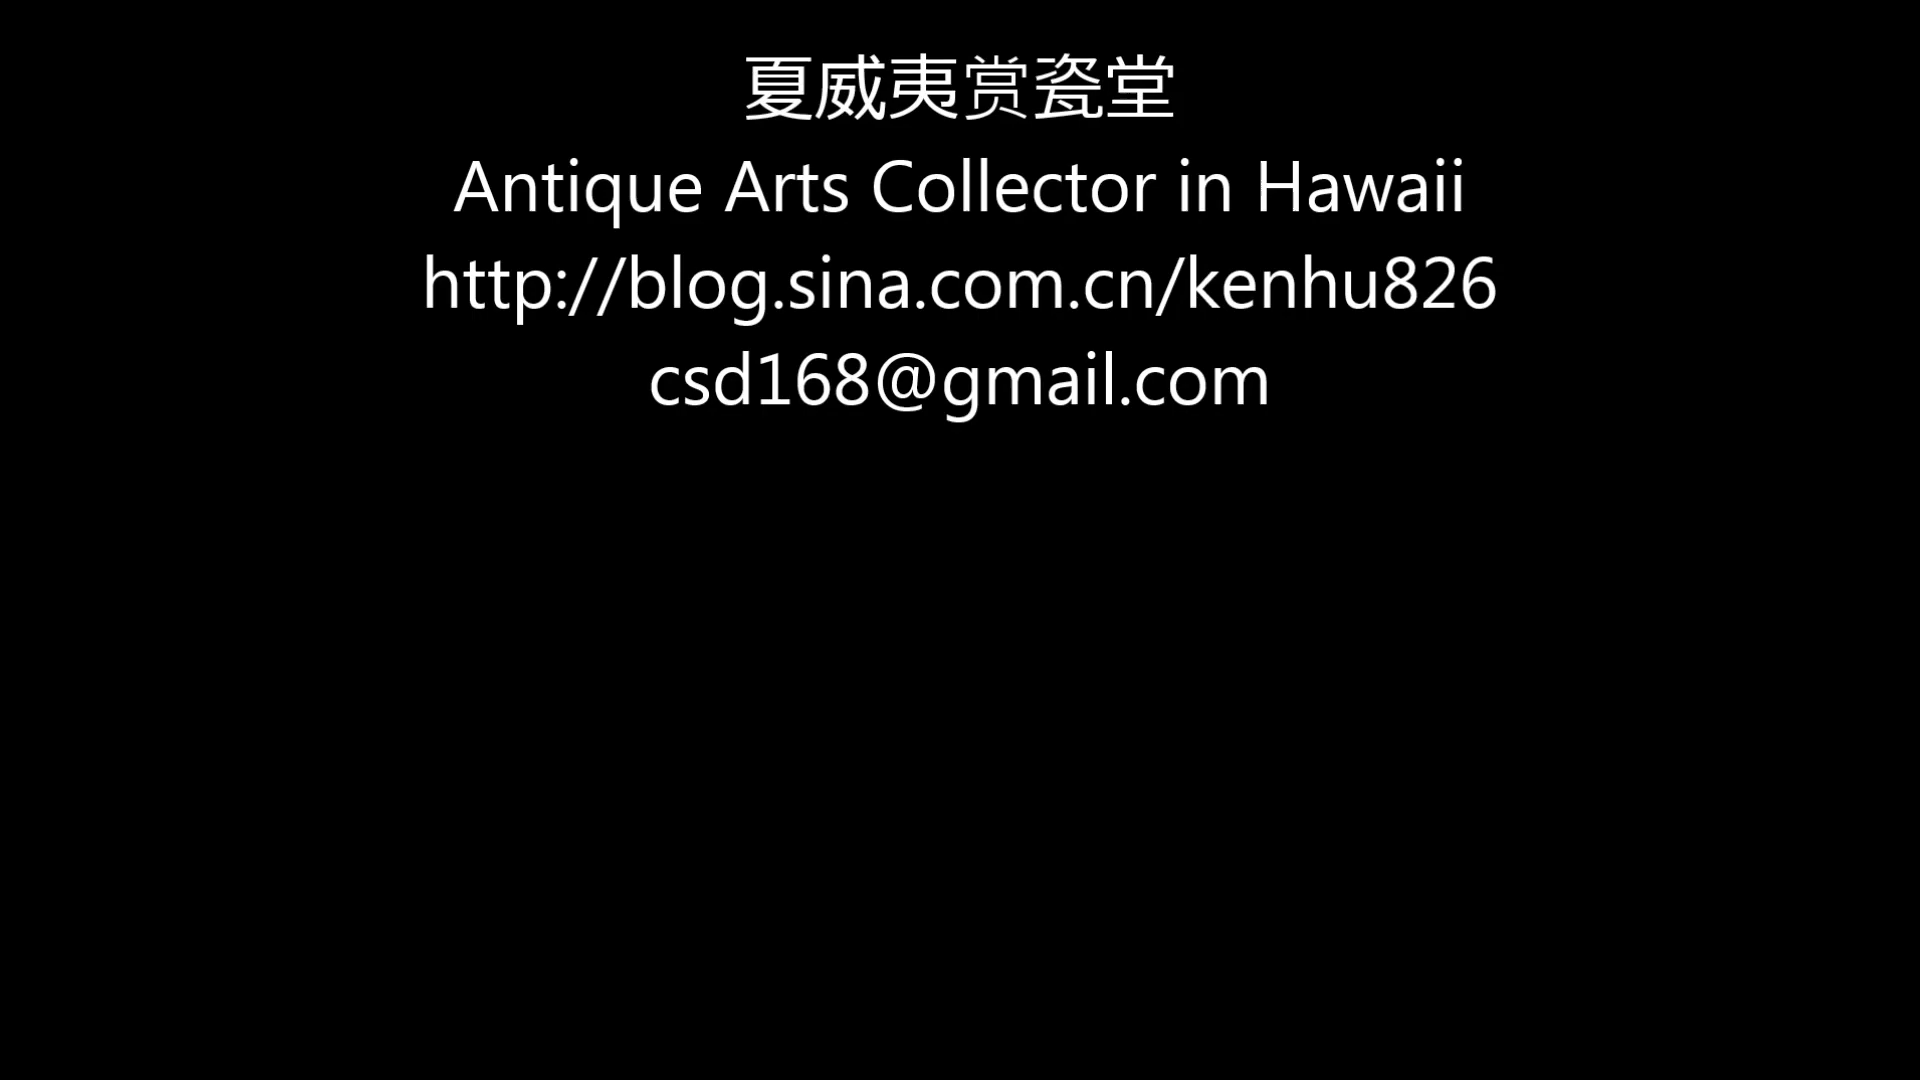 夏威夷赏瓷堂
Antique Arts Collector in Hawaii
http://blog.sina.com.cn/kenhu826
csd168@gmail.com